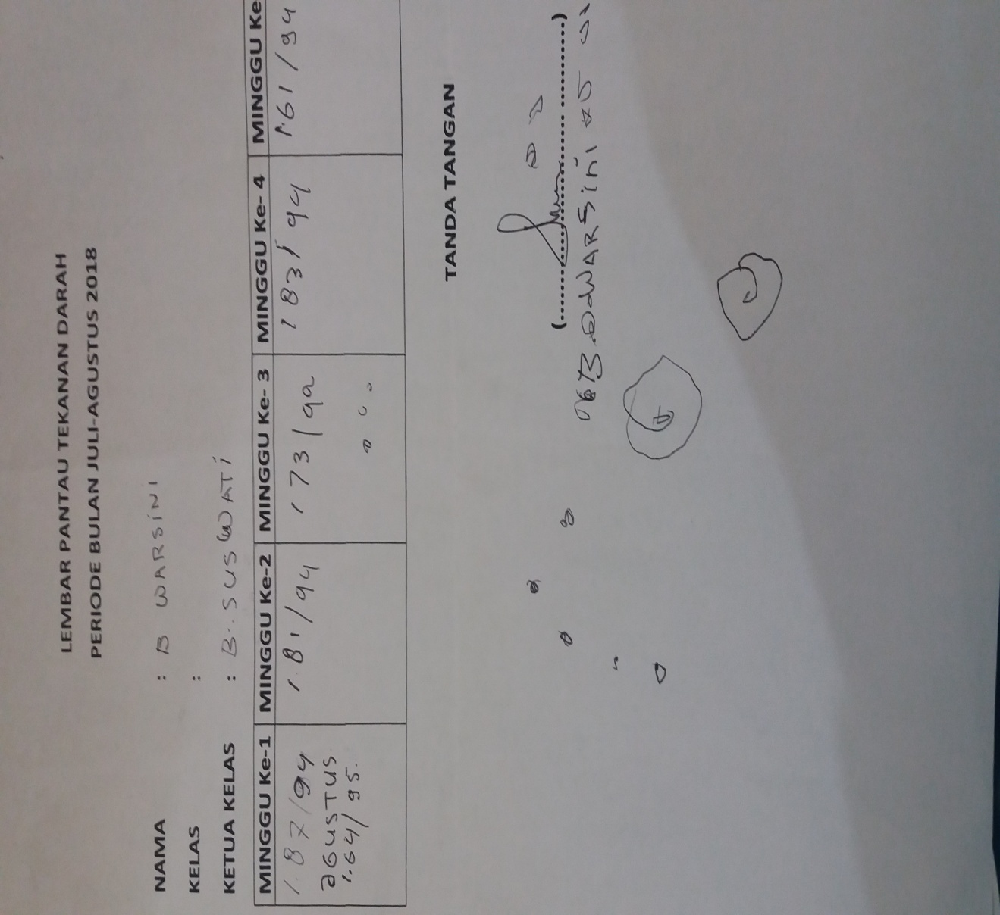 LEMBAR PANTAU TEKANAN DARAH
PERIODE BULAN JULI-AGUSTUS 2018
NAMA : B WARSiNi
KELAS :
KETUA KELAS : B. SUSWATi
MINGGU Ke-1 MINGGU Ke-2 MINGGU Ke- 3 MINGGU Ke- 4 MINGGU Ke
1.87/94 1.81/94 173/92 183/94 1.61/94
AGUSTUS
1.64/95.
TANDA TANGAN
(.....................................)
B. WARSini